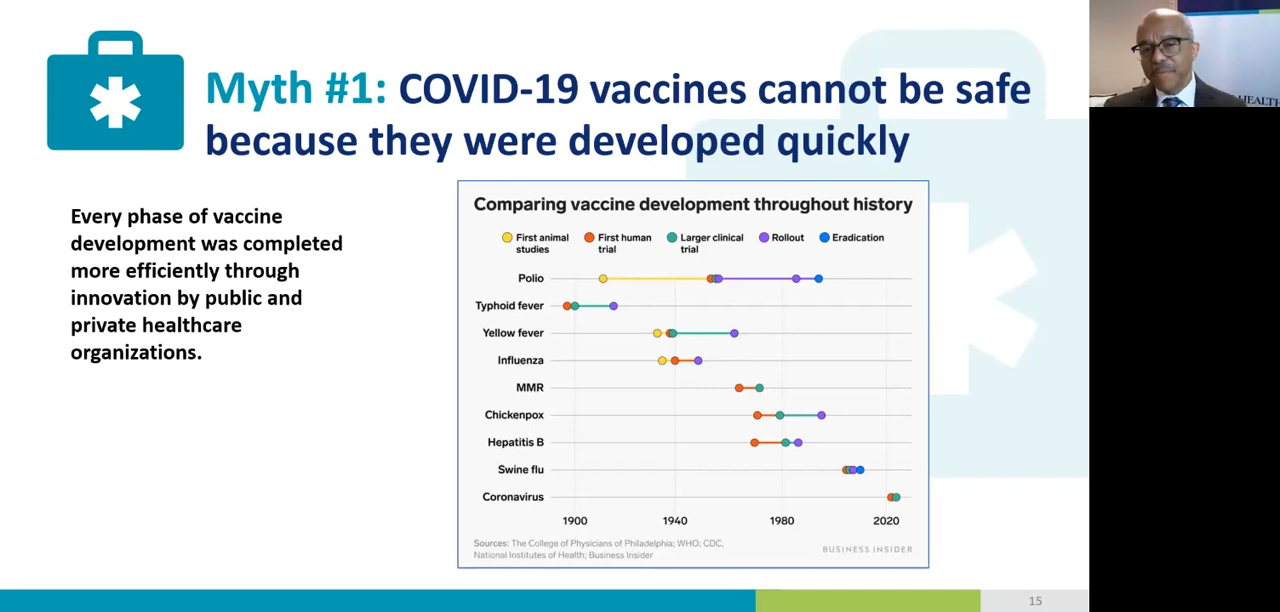 Myth #1: COVID-19 vaccines cannot be safe
because they were developed quickly
Every phase of vaccine
development was completed
more efficiently through
innovation by public and
private healthcare
organizations.
Comparing vaccine development throughout history
First animal studies
First human trial
Larger clinical trial
Rollout
Eradication
Polio
Typhoid fever
Yellow fever
Influenza
MMR
Chickenpox
Hepatitis B
Swine flu
Coronavirus
1900 1940 1980 2020
Sources: The College of Physicians of Philadelphia; WHO; CDC;
National Institutes of Health; Business Insider
BUSINESS INSIDER
15
HEALTH